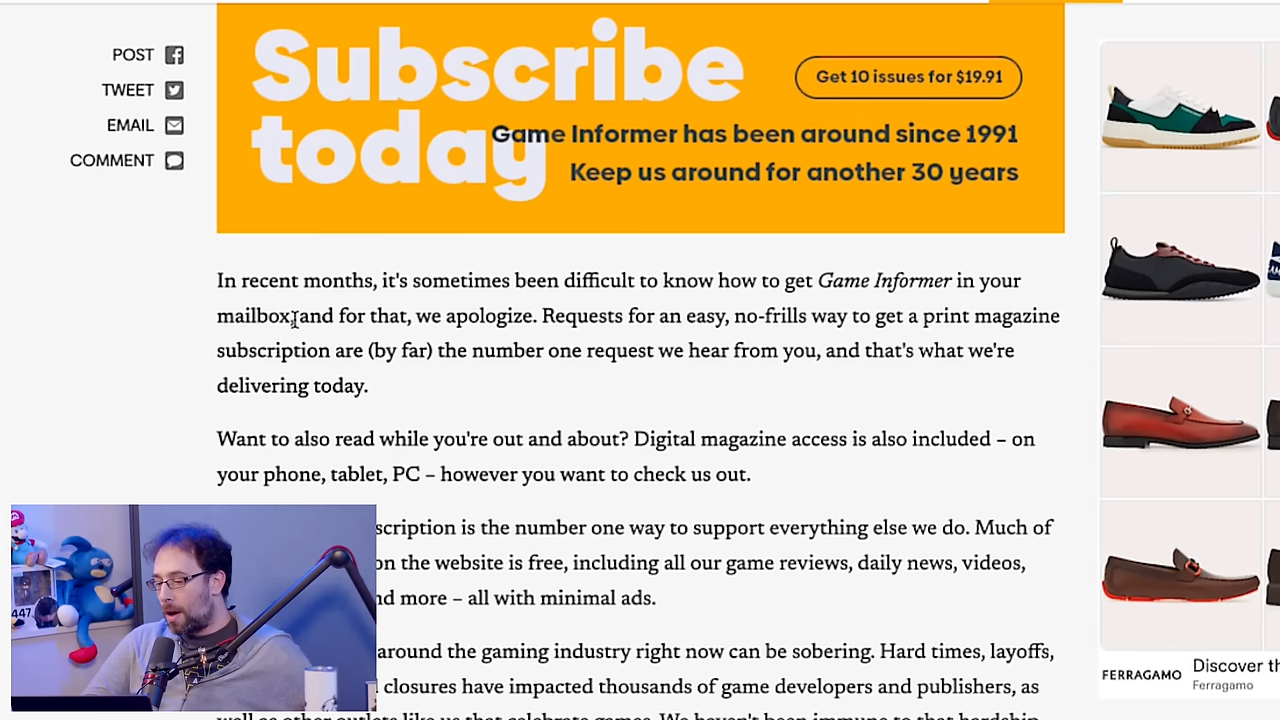 POST
TWEET
EMAIL
COMMENT
Subscribe
today
Get 10 issues for $19.91
Game Informer has been around since 1991
Keep us around for another 30 years
In recent months, it's sometimes been difficult to know how to get Game Informer in your
mailbox, and for that, we apologize. Requests for an easy, no-frills way to get a print magazine
subscription are (by far) the number one request we hear from you, and that's what we're
delivering today.
Want to also read while you're out and about? Digital magazine access is also included – on
your phone, tablet, PC – however you want to check us out.
scription is the number one way to support everything else we do. Much of
on the website is free, including all our game reviews, daily news, videos,
nd more – all with minimal ads.
around the gaming industry right now can be sobering. Hard times, layoffs,
closures have impacted thousands of game developers and publishers, as
well as other outlets like us that celebrate games. We haven't been immune to that hardship
447
FERRAGAMO
Discover th
Ferragamo